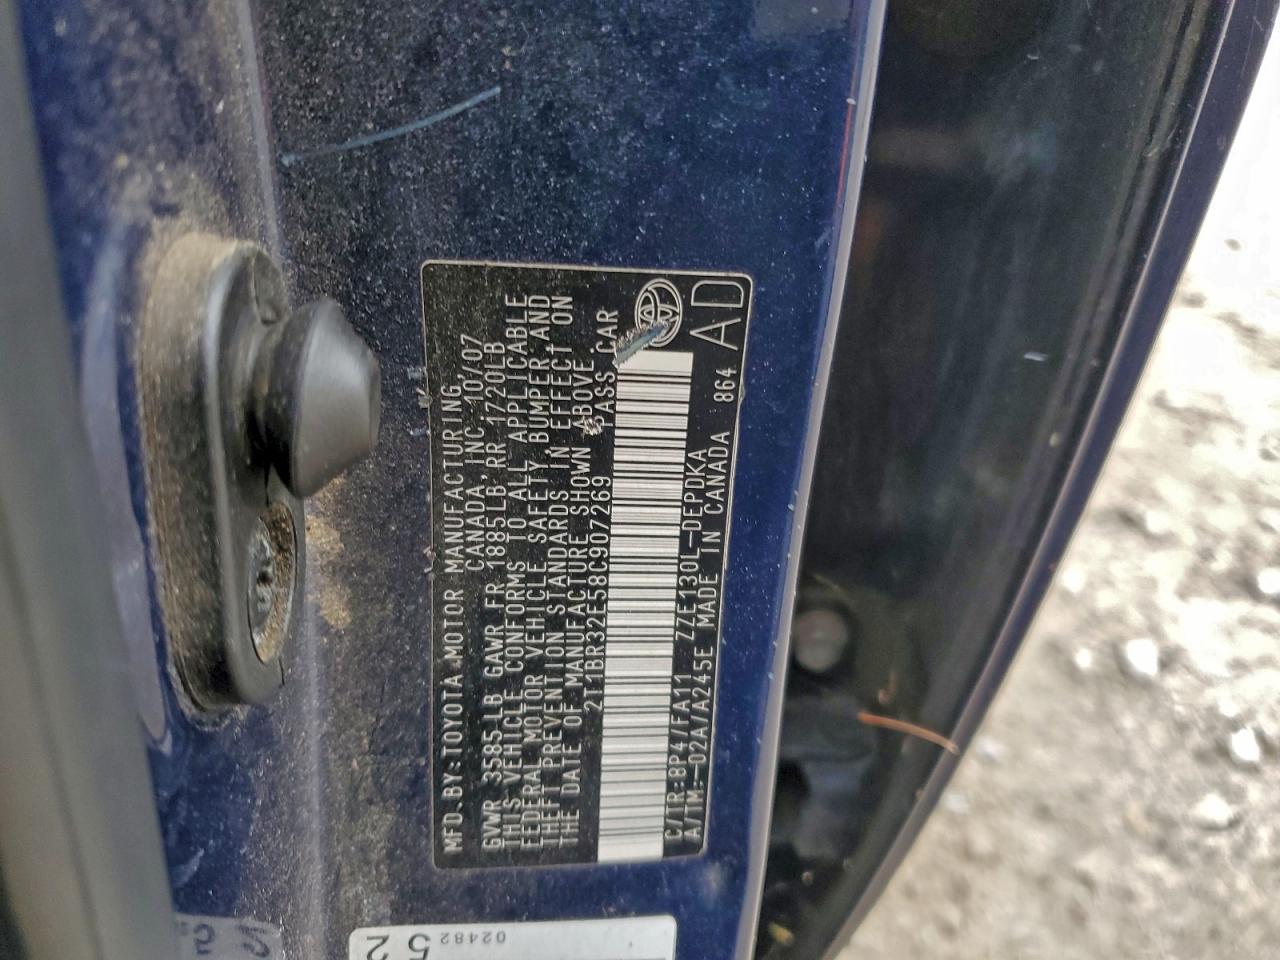 MFD.BY:TOYOTA MOTOR MANUFACTURING
CANADA,INC. 10/07
GVWR 3585 LB GAWR FR 1885LB,RR 1720LB
THIS VEHICLE CONFORMS TO ALL APPLICABLE
FEDERAL MOTOR VEHICLE SAFETY,BUMPER,AND
THEFT PREVENTION STANDARDS IN EFFECT ON
THE DATE OF MANUFACTURE SHOWN ABOVE.
2T1BR32E58C907269 PASS.CAR
C/TR:8P4/FA11 ZZE130L-DEPDKA
A/TM:-02A/A245E MADE IN CANADA 864
AD
02482
52